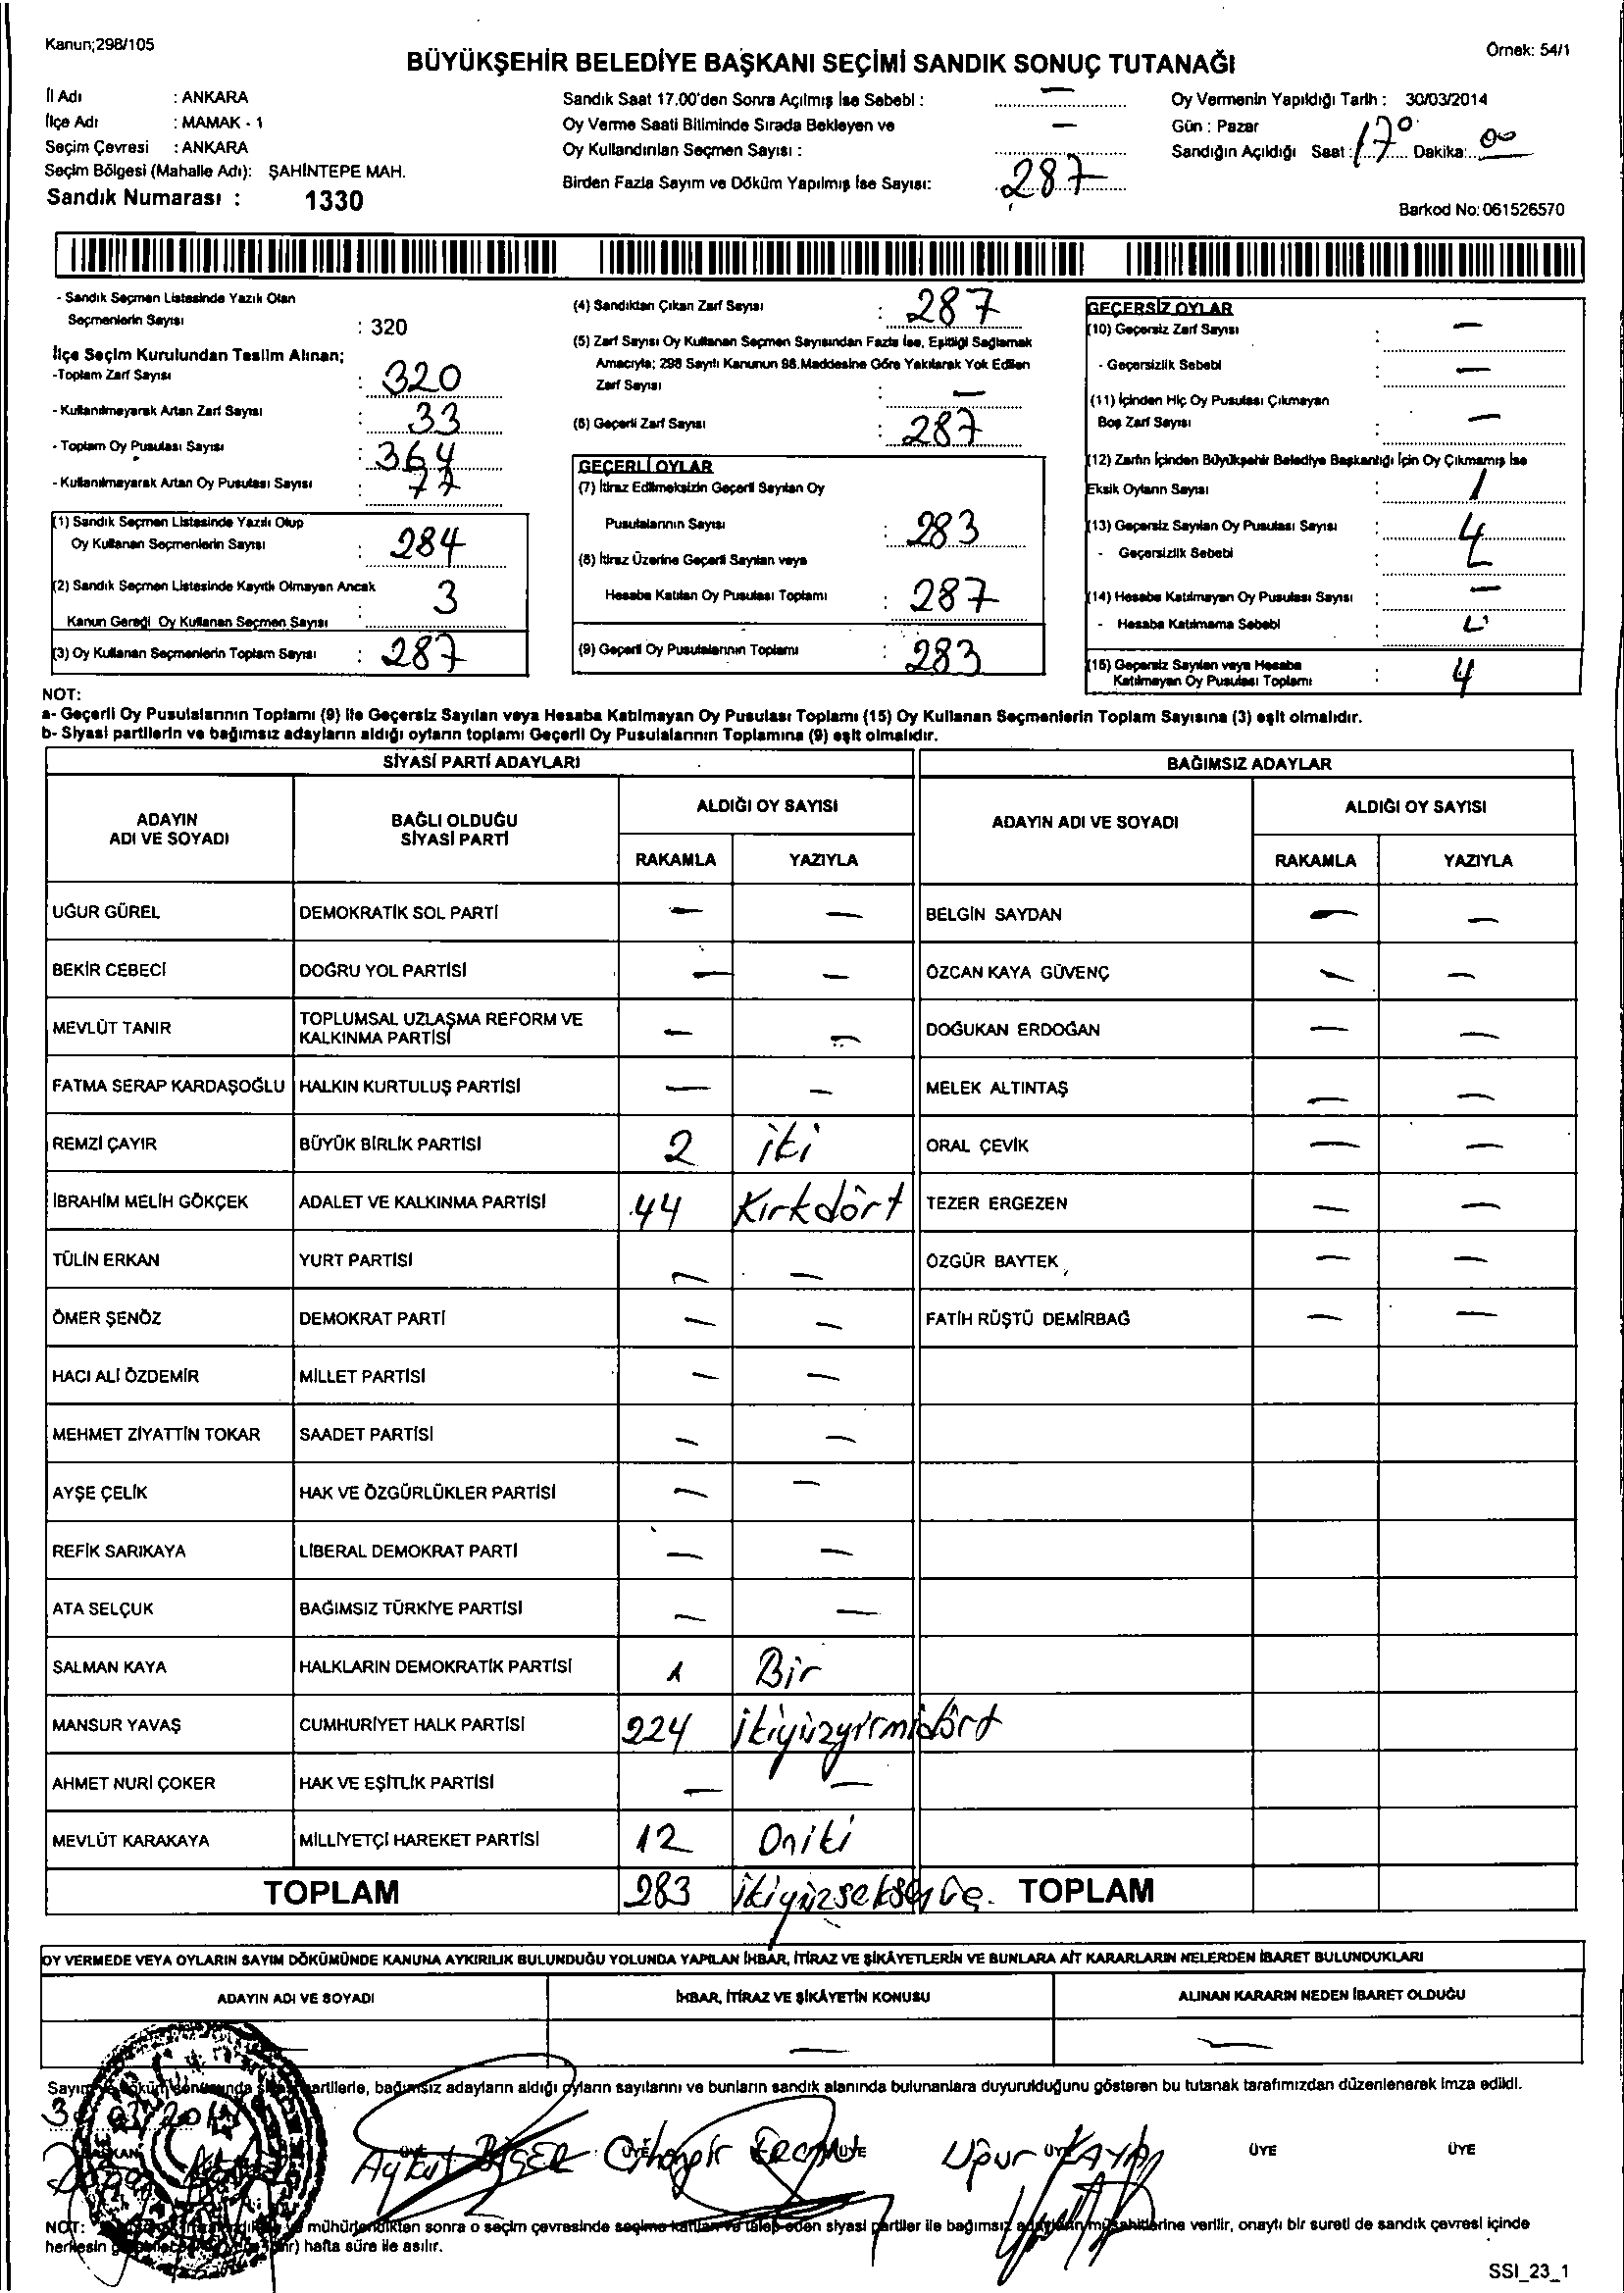 Kanun;298/105
Örnek: 54/1
BÜYÜKŞEHİR BELEDİYE BAŞKANI SEÇİMİ SANDIK SONUÇ TUTANAĞI
İl Adı : ANKARA
İlçe Adı : MAMAK - 1
Seçim Çevresi : ANKARA
Seçim Bölgesi (Mahalle Adı): ŞAHİNTEPE MAH.
Sandık Numarası : 1330
Sandık Saat 17.00'den Sonra Açılmış İse Sebebi : —
Oy Verme Saati Bitiminde Sırada Bekleyen ve
Oy Kullandırılan Seçmen Sayısı : —
Birden Fazla Sayım ve Döküm Yapılmış İse Sayısı: 287
Oy Vermenin Yapıldığı Tarih : 30/03/2014
Gün : Pazar
Sandığın Açıldığı Saat : 17 Dakika: 00
Barkod No: 061526570
- Sandık Seçmen Listesinde Yazılı Olan
Seçmenlerin Sayısı : 320
İlçe Seçim Kurulundan Teslim Alınan;
-Toplam Zarf Sayısı : 320
- Kullanılmayarak Artan Zarf Sayısı : 33
- Toplam Oy Pusulası Sayısı : 364
- Kullanılmayarak Artan Oy Pusulası Sayısı : 77
(1) Sandık Seçmen Listesinde Yazılı Olup
Oy Kullanan Seçmenlerin Sayısı : 284
(2) Sandık Seçmen Listesinde Kayıtlı Olmayan Ancak
Kanun Gereği Oy Kullanan Seçmen Sayısı : 3
(3) Oy Kullanan Seçmenlerin Toplam Sayısı : 287
(4) Sandıktan Çıkan Zarf Sayısı : 287
(5) Zarf Sayısı Oy Kullanan Seçmen Sayısından Fazla İse, Eşitliği Sağlamak
Amacıyla; 298 Sayılı Kanunun 98.Maddesine Göre Yakılarak Yok Edilen
Zarf Sayısı : —
(6) Geçerli Zarf Sayısı : 287
GEÇERLİ OYLAR
(7) İtiraz Edilmeksizin Geçerli Sayılan Oy
Pusulalarının Sayısı : 283
(8) İtiraz Üzerine Geçerli Sayılan veya
Hesaba Katılan Oy Pusulası Toplamı : 287
(9) Geçerli Oy Pusulalarının Toplamı : 283
GEÇERSİZ OYLAR
(10) Geçersiz Zarf Sayısı : —
- Geçersizlik Sebebi : —
(11) İçinden Hiç Oy Pusulası Çıkmayan
Boş Zarf Sayısı : —
(12) Zarfın İçinden Büyükşehir Belediye Başkanlığı İçin Oy Çıkmamış İse
Eksik Oyların Sayısı : 1
(13) Geçersiz Sayılan Oy Pusulası Sayısı : 4
- Geçersizlik Sebebi :
(14) Hesaba Katılmayan Oy Pusulası Sayısı : —
- Hesaba Katılmama Sebebi :
(15) Geçersiz Sayılan veya Hesaba
Katılmayan Oy Pusulası Toplamı : 4
NOT:
a- Geçerli Oy Pusulalarının Toplamı (9) ile Geçersiz Sayılan veya Hesaba Katılmayan Oy Pusulası Toplamı (15) Oy Kullanan Seçmenlerin Toplam Sayısına (3) eşit olmalıdır.
b- Siyasi partilerin ve bağımsız adayların aldığı oyların toplamı Geçerli Oy Pusulalarının Toplamına (9) eşit olmalıdır.
SİYASİ PARTİ ADAYLARI BAĞIMSIZ ADAYLAR
ADAYIN ADI VE SOYADI BAĞLI OLDUĞU SİYASİ PARTİ ALDIĞI OY SAYISI ADAYIN ADI VE SOYADI ALDIĞI OY SAYISI
RAKAMLA YAZIYLA RAKAMLA YAZIYLA
UĞUR GÜREL DEMOKRATİK SOL PARTİ — — BELGİN SAYDAN — —
BEKİR CEBECİ DOĞRU YOL PARTİSİ — — ÖZCAN KAYA GÜVENÇ — —
MEVLÜT TANIR TOPLUMSAL UZLAŞMA REFORM VE KALKINMA PARTİSİ — — DOĞUKAN ERDOĞAN — —
FATMA SERAP KARDAŞOĞLU HALKIN KURTULUŞ PARTİSİ — — MELEK ALTINTAŞ — —
REMZİ ÇAYIR BÜYÜK BİRLİK PARTİSİ 2 iki ORAL ÇEVİK — —
İBRAHİM MELİH GÖKÇEK ADALET VE KALKINMA PARTİSİ 44 Kırkdört TEZER ERGEZEN — —
TÜLİN ERKAN YURT PARTİSİ — — ÖZGÜR BAYTEK — —
ÖMER ŞENÖZ DEMOKRAT PARTİ — — FATİH RÜŞTÜ DEMİRBAĞ — —
HACI ALİ ÖZDEMİR MİLLET PARTİSİ — —
MEHMET ZİYATTİN TOKAR SAADET PARTİSİ — —
AYŞE ÇELİK HAK VE ÖZGÜRLÜKLER PARTİSİ — —
REFİK SARIKAYA LİBERAL DEMOKRAT PARTİ — —
ATA SELÇUK BAĞIMSIZ TÜRKİYE PARTİSİ — —
SALMAN KAYA HALKLARIN DEMOKRATİK PARTİSİ 1 Bir
MANSUR YAVAŞ CUMHURİYET HALK PARTİSİ 224 ikiyüzyirmidört
AHMET NURİ ÇOKER HAK VE EŞİTLİK PARTİSİ — —
MEVLÜT KARAKAYA MİLLİYETÇİ HAREKET PARTİSİ 12 Oniki
TOPLAM 283 TOPLAM
OY VERMEDE VEYA OYLARIN SAYIM DÖKÜMÜNDE KANUNA AYKIRILIK BULUNDUĞU YOLUNDA YAPILAN İHBAR, İTİRAZ VE ŞİKÂYETLERİN VE BUNLARA AİT KARARLARIN NELERDEN İBARET BULUNDUKLARI
ADAYIN ADI VE SOYADI İHBAR, İTİRAZ VE ŞİKÂYETİN KONUSU ALINAN KARARIN NEDEN İBARET OLDUĞU
— —
bağımsız adayların aldığı oyların sayılarını ve bunların sandık alanında bulunanlara duyurulduğunu gösteren bu tutanak tarafımızdan düzenlenerek imza edildi.
Aykut Uğur KAYA ÜYE ÜYE
NOT: mühürlendikten sonra o seçim çevresinde seçime katılan ve talep eden siyasi partiler ile bağımsız verilir, onaylı bir sureti de sandık çevresi içinde
herkesin hafta süre ile asılır.
SSI_23_1